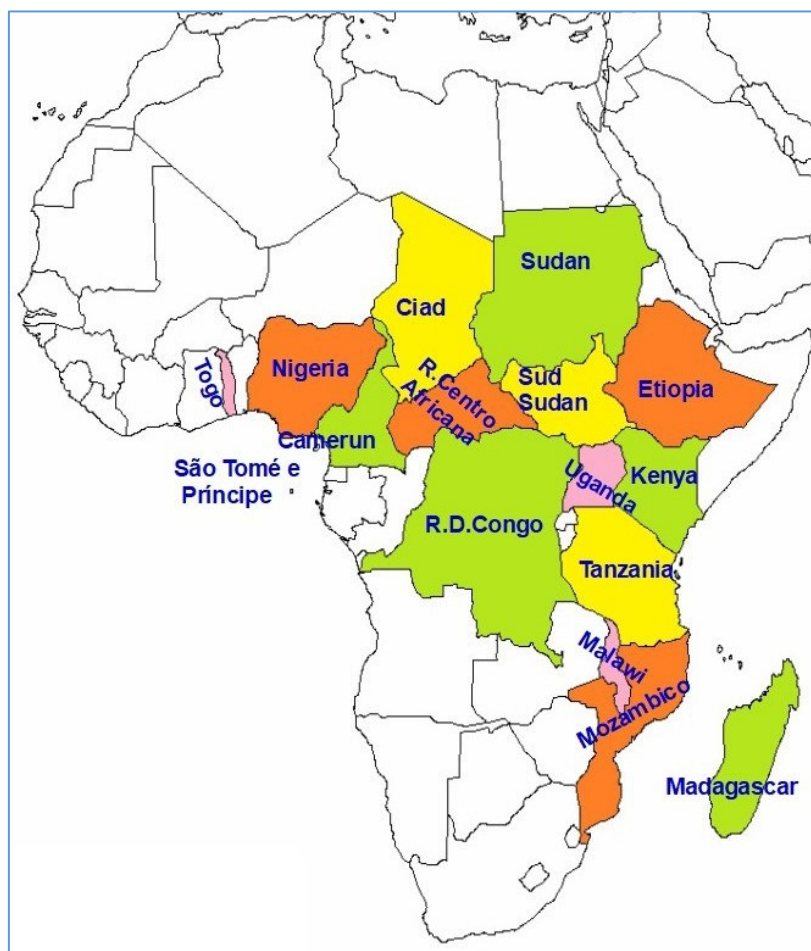 Sudan
Ciad
Nigeria
Togo
R.Centro
Africana
Sud
Sudan
Etiopia
Camerun
São Tomé e
Príncipe
Uganda
Kenya
R.D.Congo
Tanzania
Malawi
Mozambico
Madagascar